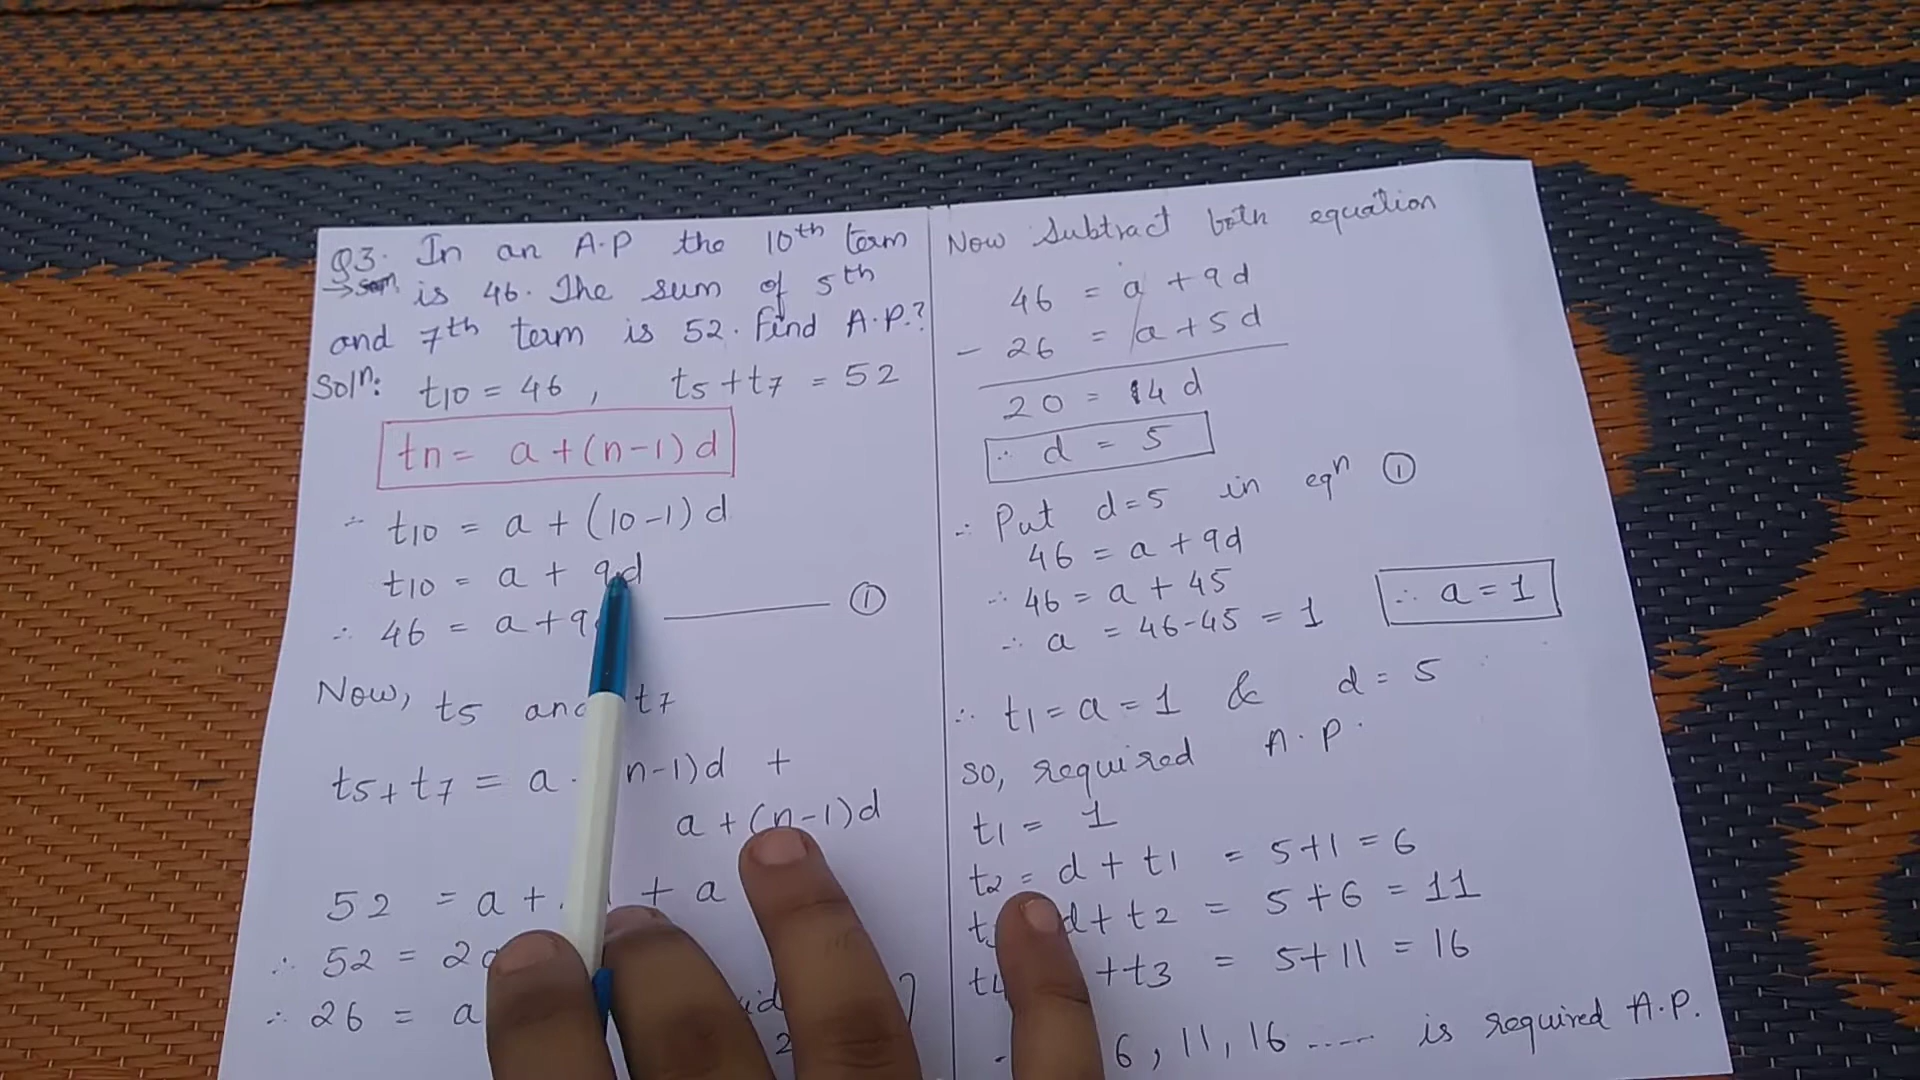 Q3. In an A.P the 10th term
is 46. The sum of 5th
and 7th term is 52. Find A.P.?
Soln: t10 = 46, t5 + t7 = 52
tn = a + (n-1) d
∴ t10 = a + (10-1) d
t10 = a + 9d
∴ 46 = a + 9 ①
Now, t5 and t7
t5 + t7 = a n-1)d +
a + (n-1)d
52 = a + + a
∴ 52 = 2a
∴ 26 = a
2
Now Subtract both equation
46 = a + 9d
- 26 = a + 5d
20 = 4d
∴ d = 5
∴ Put d=5 in eqn ①
46 = a + 9d
∴ 46 = a + 45
∴ a = 46-45 = 1
∴ a = 1
∴ t1 = a = 1 & d = 5
So, required A.P.
t1 = 1
t2 = d + t1 = 5+1 = 6
t d + t2 = 5+6 = 11
t4 + t3 = 5+11 = 16
6, 11, 16 ..... is required A.P.